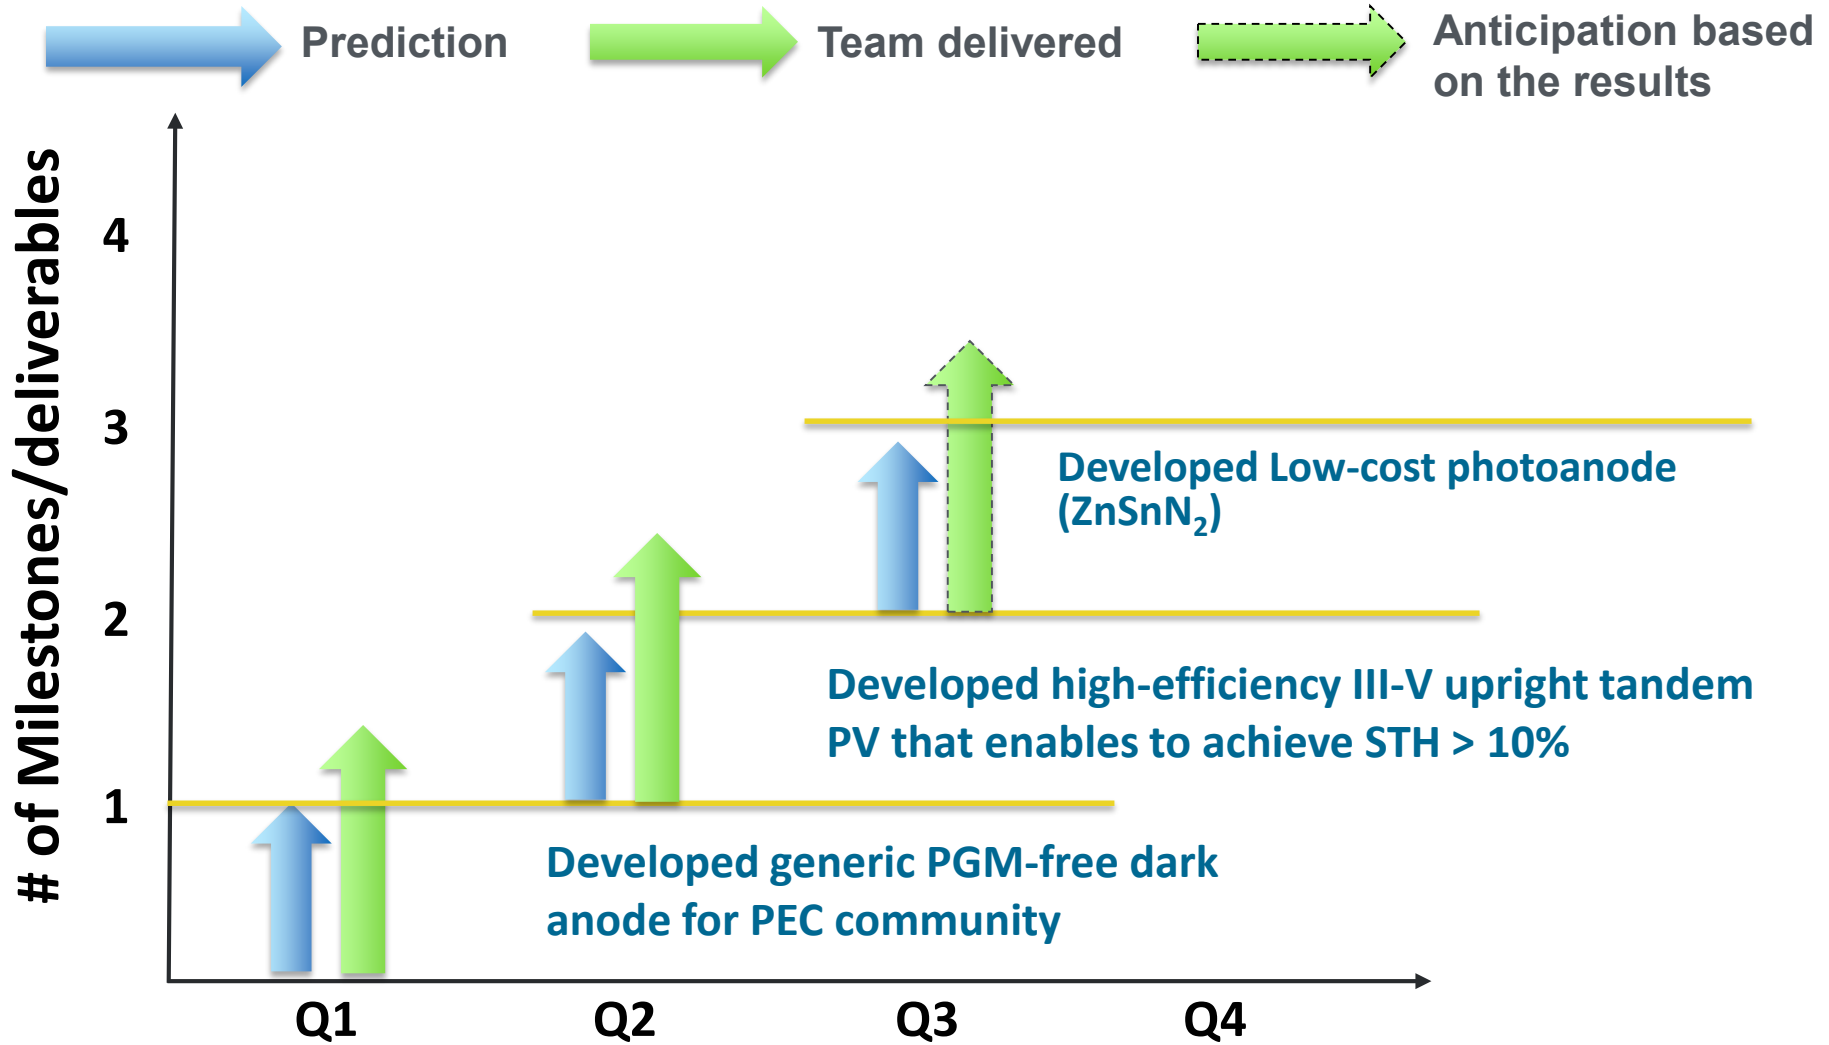 Prediction
Team delivered
Anticipation based
on the results
# of Milestones/deliverables
4
3
2
1
Developed Low-cost photoanode
(ZnSnN₂)
Developed high-efficiency III-V upright tandem
PV that enables to achieve STH > 10%
Developed generic PGM-free dark
anode for PEC community
Q1
Q2
Q3
Q4